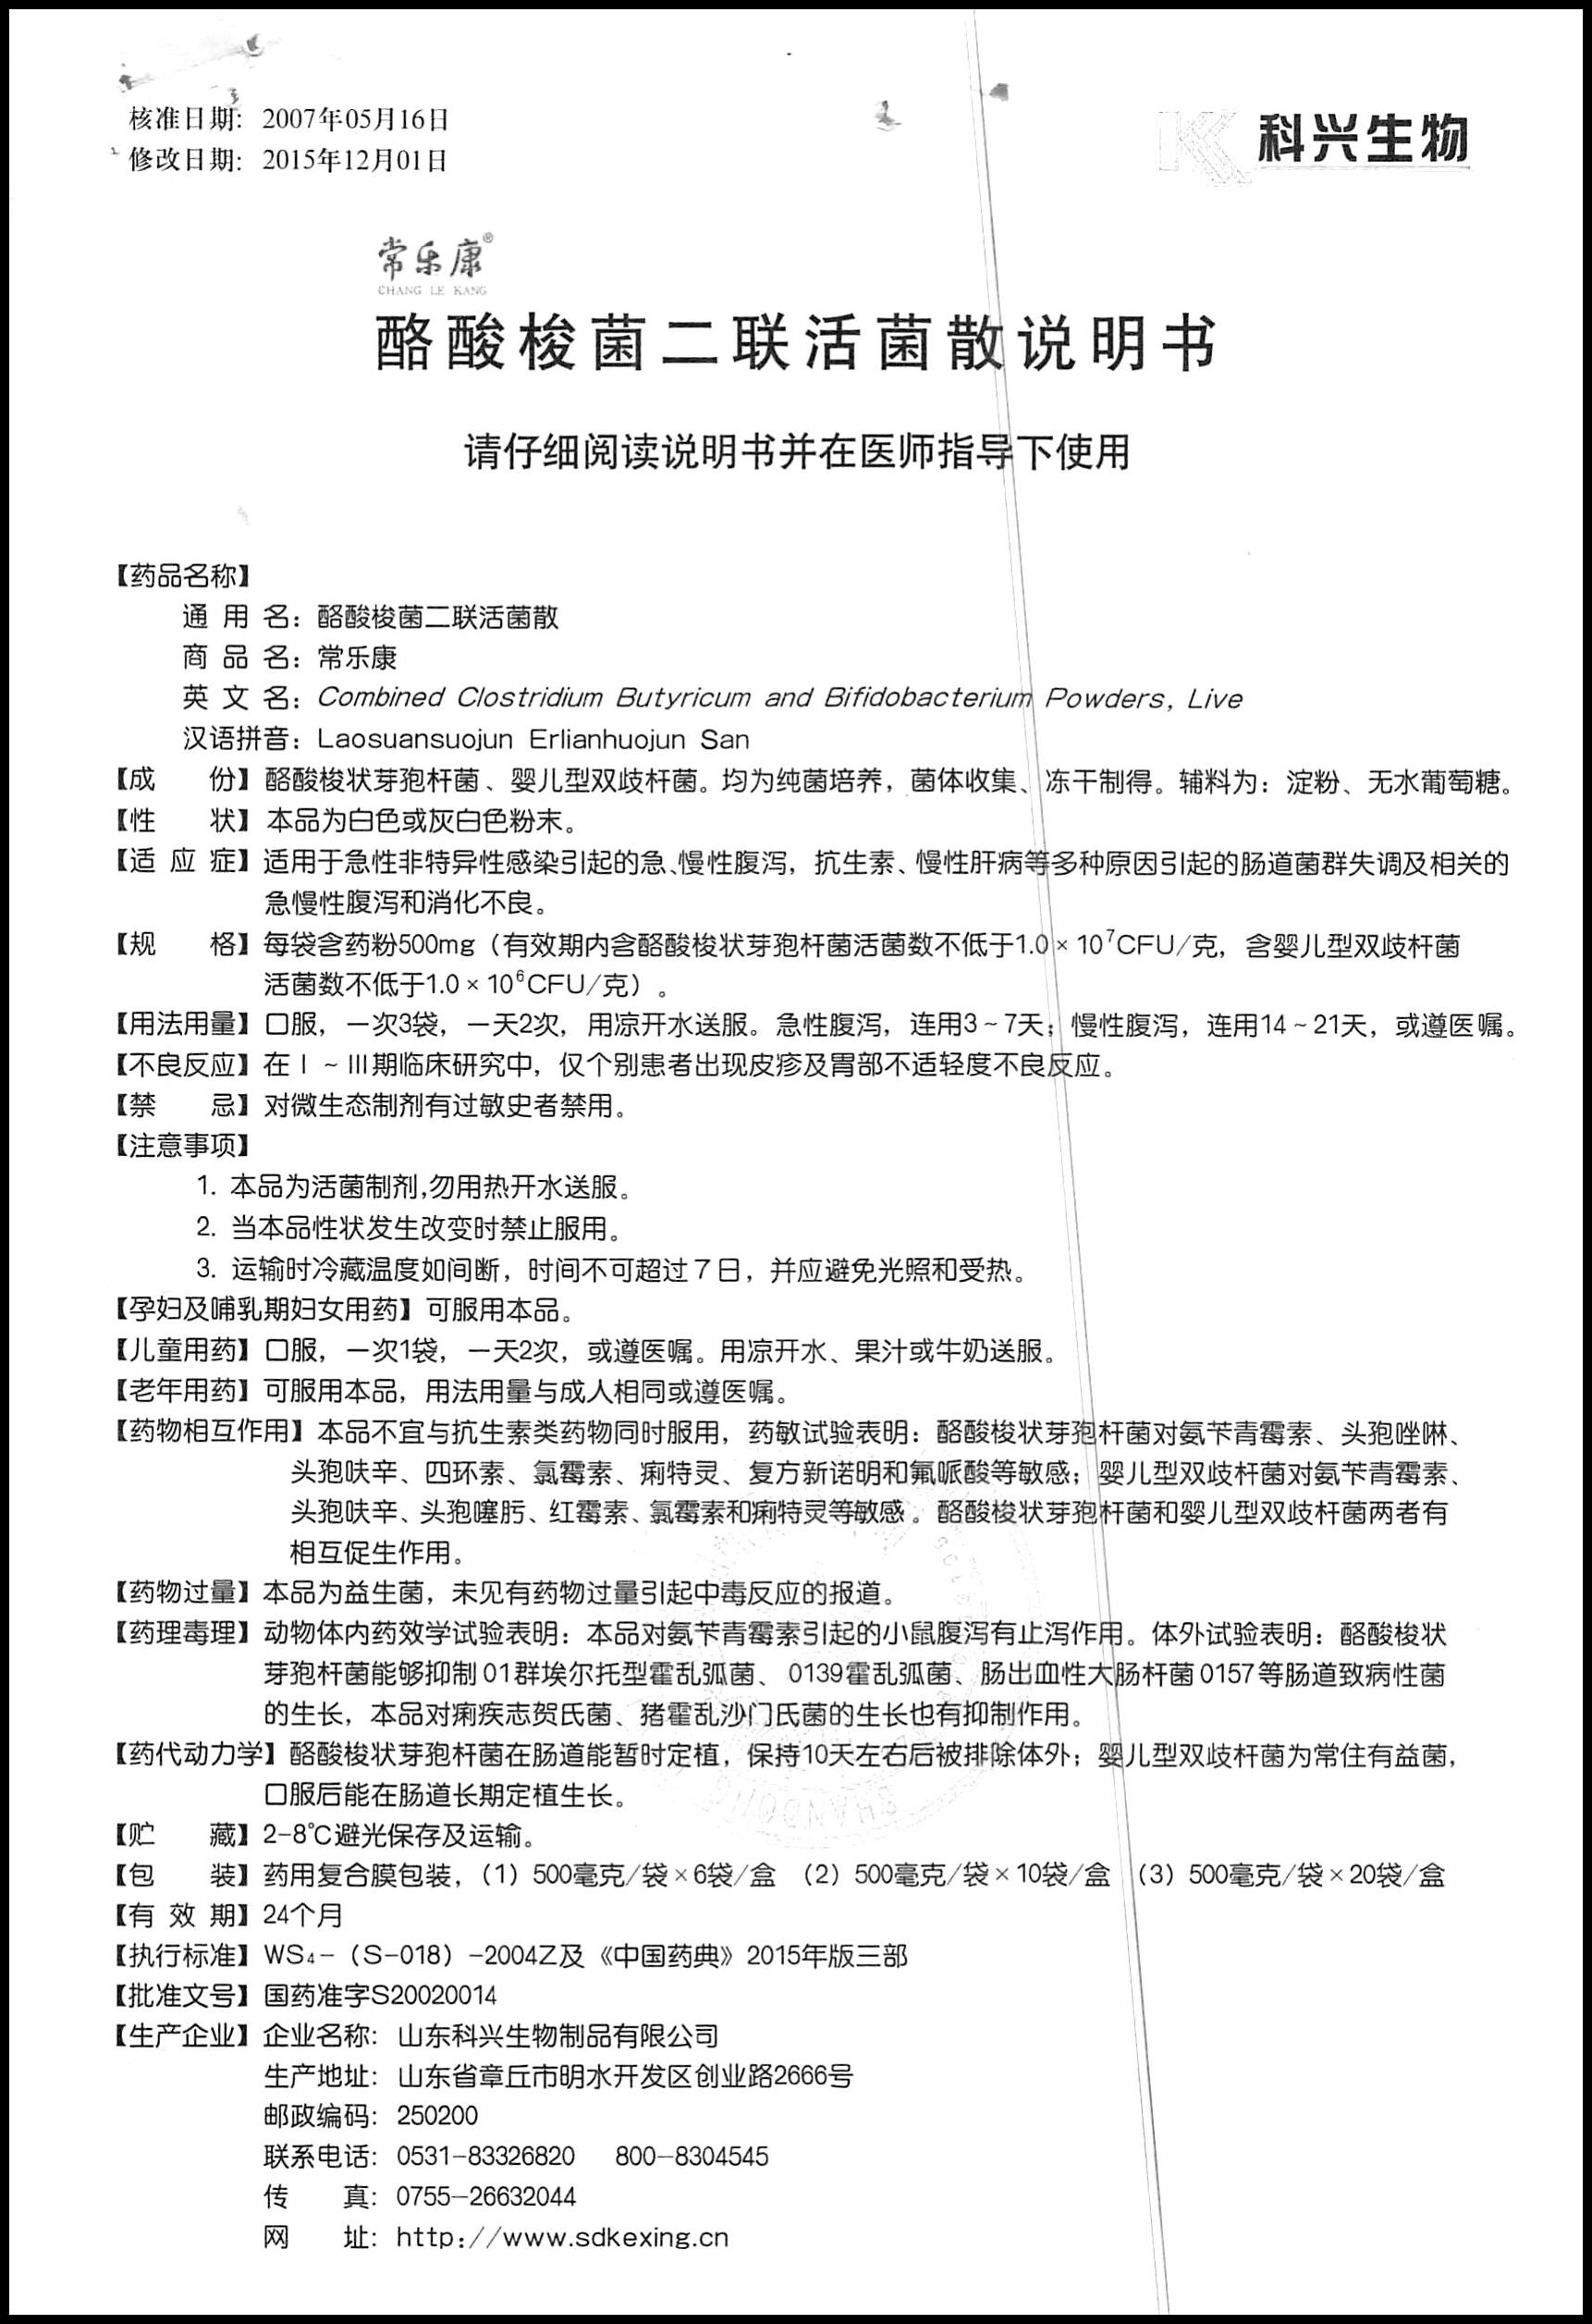 核准日期: 2007年05月16日
修改日期: 2015年12月01日
科兴生物
常乐康®
CHANG LE KANG
酪酸梭菌二联活菌散说明书
请仔细阅读说明书并在医师指导下使用
【药品名称】
通 用 名：酪酸梭菌二联活菌散
商 品 名：常乐康
英 文 名：Combined Clostridium Butyricum and Bifidobacterium Powders, Live
汉语拼音：Laosuansuojun Erlianhuojun San
【成　　份】酪酸梭状芽孢杆菌、婴儿型双歧杆菌。均为纯菌培养，菌体收集、冻干制得。辅料为：淀粉、无水葡萄糖。
【性　　状】本品为白色或灰白色粉末。
【适 应 症】适用于急性非特异性感染引起的急、慢性腹泻，抗生素、慢性肝病等多种原因引起的肠道菌群失调及相关的
急慢性腹泻和消化不良。
【规　　格】每袋含药粉500mg（有效期内含酪酸梭状芽孢杆菌活菌数不低于1.0×10⁷CFU/克，含婴儿型双歧杆菌
活菌数不低于1.0×10⁶CFU/克）。
【用法用量】口服，一次3袋，一天2次，用凉开水送服。急性腹泻，连用3～7天；慢性腹泻，连用14～21天，或遵医嘱。
【不良反应】在Ⅰ～Ⅲ期临床研究中，仅个别患者出现皮疹及胃部不适轻度不良反应。
【禁　　忌】对微生态制剂有过敏史者禁用。
【注意事项】
1. 本品为活菌制剂,勿用热开水送服。
2. 当本品性状发生改变时禁止服用。
3. 运输时冷藏温度如间断，时间不可超过7日，并应避免光照和受热。
【孕妇及哺乳期妇女用药】可服用本品。
【儿童用药】口服，一次1袋，一天2次，或遵医嘱。用凉开水、果汁或牛奶送服。
【老年用药】可服用本品，用法用量与成人相同或遵医嘱。
【药物相互作用】本品不宜与抗生素类药物同时服用，药敏试验表明：酪酸梭状芽孢杆菌对氨苄青霉素、头孢唑啉、
头孢呋辛、四环素、氯霉素、痢特灵、复方新诺明和氟哌酸等敏感；婴儿型双歧杆菌对氨苄青霉素、
头孢呋辛、头孢噻肟、红霉素、氯霉素和痢特灵等敏感。酪酸梭状芽孢杆菌和婴儿型双歧杆菌两者有
相互促生作用。
【药物过量】本品为益生菌，未见有药物过量引起中毒反应的报道。
【药理毒理】动物体内药效学试验表明：本品对氨苄青霉素引起的小鼠腹泻有止泻作用。体外试验表明：酪酸梭状
芽孢杆菌能够抑制01群埃尔托型霍乱弧菌、0139霍乱弧菌、肠出血性大肠杆菌0157等肠道致病性菌
的生长，本品对痢疾志贺氏菌、猪霍乱沙门氏菌的生长也有抑制作用。
【药代动力学】酪酸梭状芽孢杆菌在肠道能暂时定植，保持10天左右后被排除体外；婴儿型双歧杆菌为常住有益菌，
口服后能在肠道长期定植生长。
【贮　　藏】2-8℃避光保存及运输。
【包　　装】药用复合膜包装，（1）500毫克/袋×6袋/盒 （2）500毫克/袋×10袋/盒 （3）500毫克/袋×20袋/盒
【有 效 期】24个月
【执行标准】WS₄-（S-018）-2004Z及《中国药典》2015年版三部
【批准文号】国药准字S20020014
【生产企业】企业名称: 山东科兴生物制品有限公司
生产地址: 山东省章丘市明水开发区创业路2666号
邮政编码: 250200
联系电话: 0531-83326820 800-8304545
传　　真: 0755-26632044
网　　址: http://www.sdkexing.cn